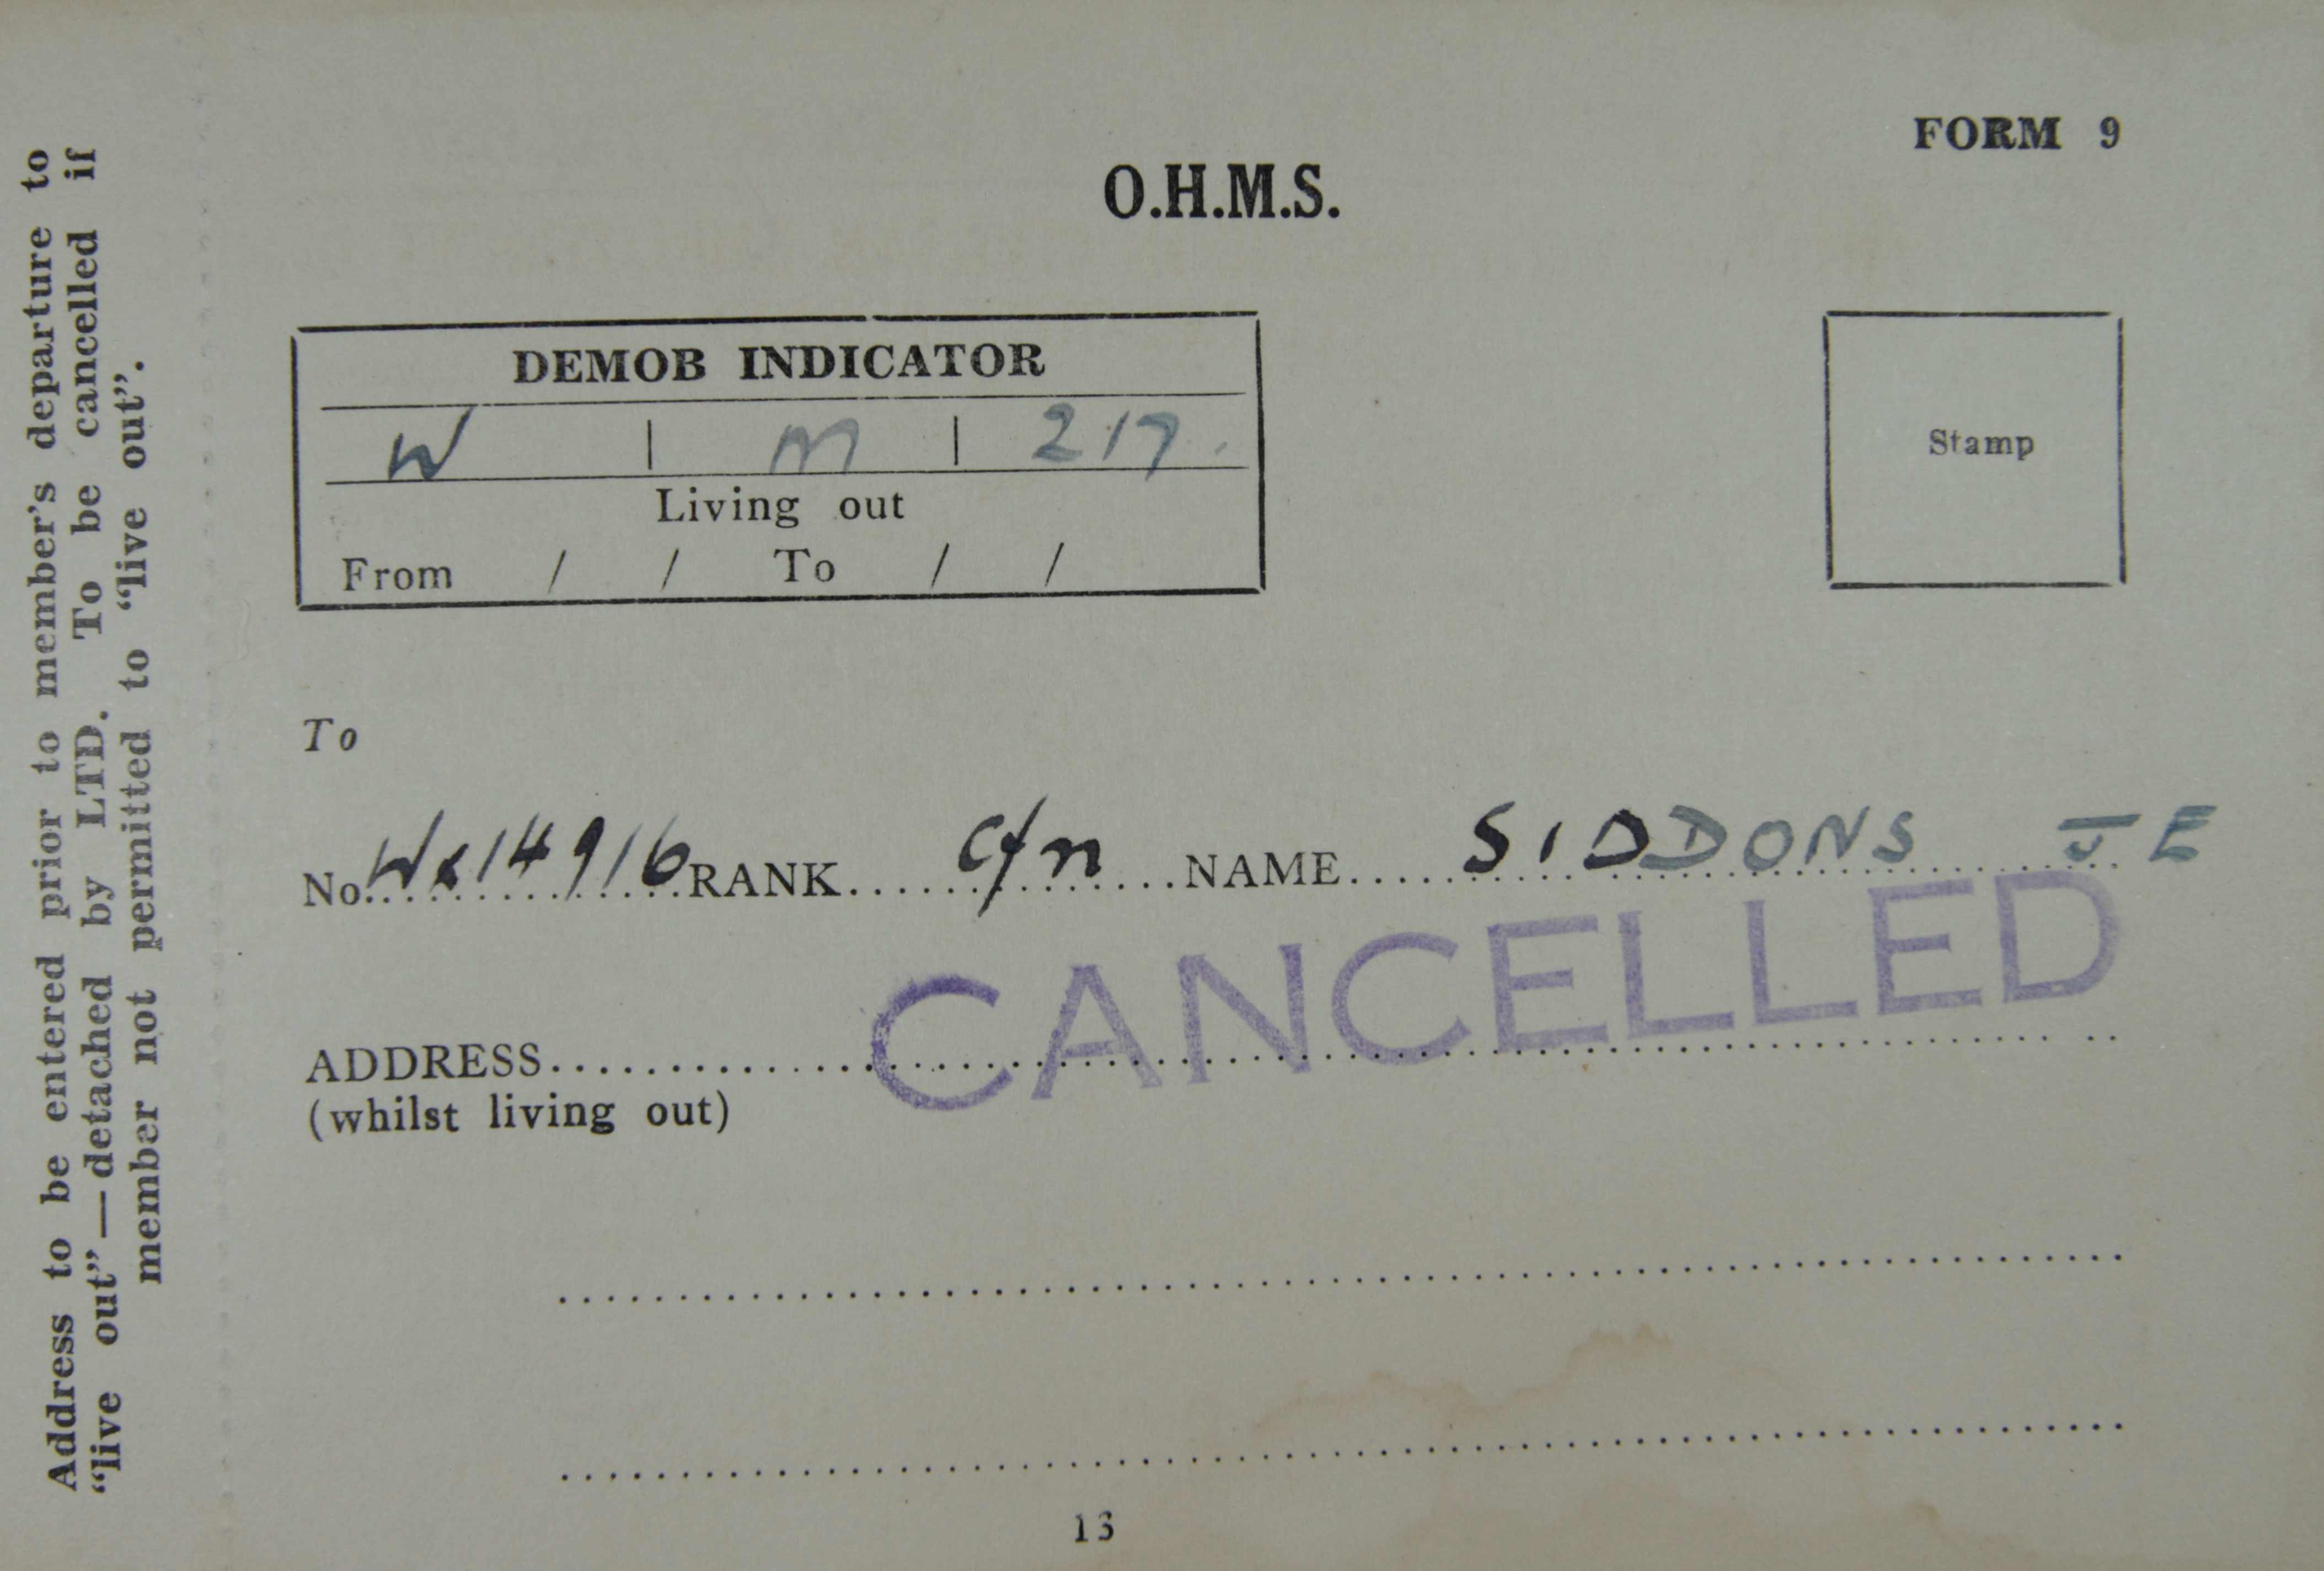 Address to be entered prior to member's departure to
“live out”—detached by LTD. To be cancelled if
member not permitted to “live out”.
FORM 9
O.H.M.S.
DEMOB INDICATOR
W | M | 217.
Living out
From / / To / /
Stamp
To
No. Wx14916 RANK Cfn NAME SIDDONS J E
CANCELLED
ADDRESS
(whilst living out)
13